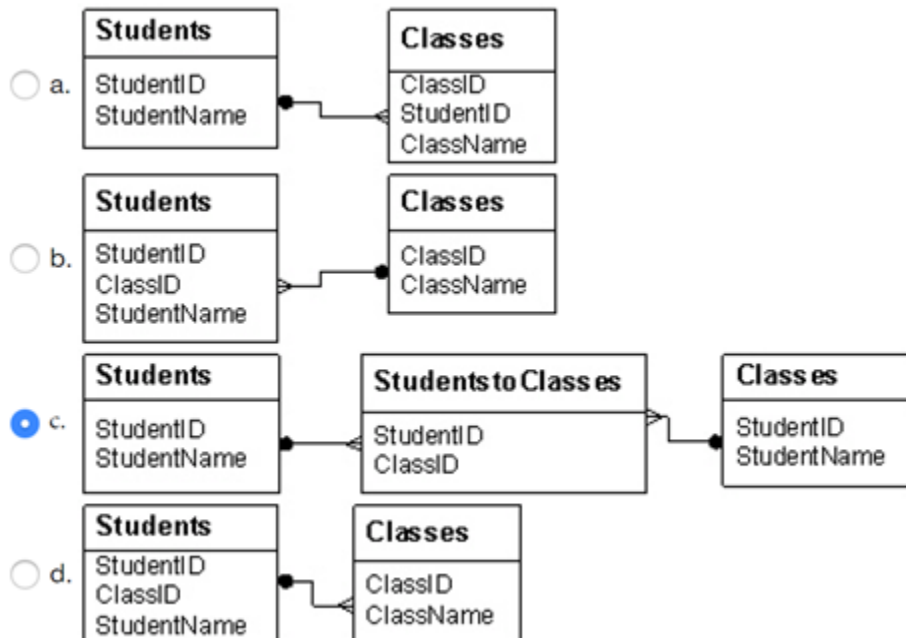 a.
Students
StudentID
StudentName
Classes
ClassID
StudentID
ClassName
b.
Students
StudentID
ClassID
StudentName
Classes
ClassID
ClassName
c.
Students
StudentID
StudentName
StudentstoClasses
StudentID
ClassID
Classes
StudentID
StudentName
d.
Students
StudentID
ClassID
StudentName
Classes
ClassID
ClassName